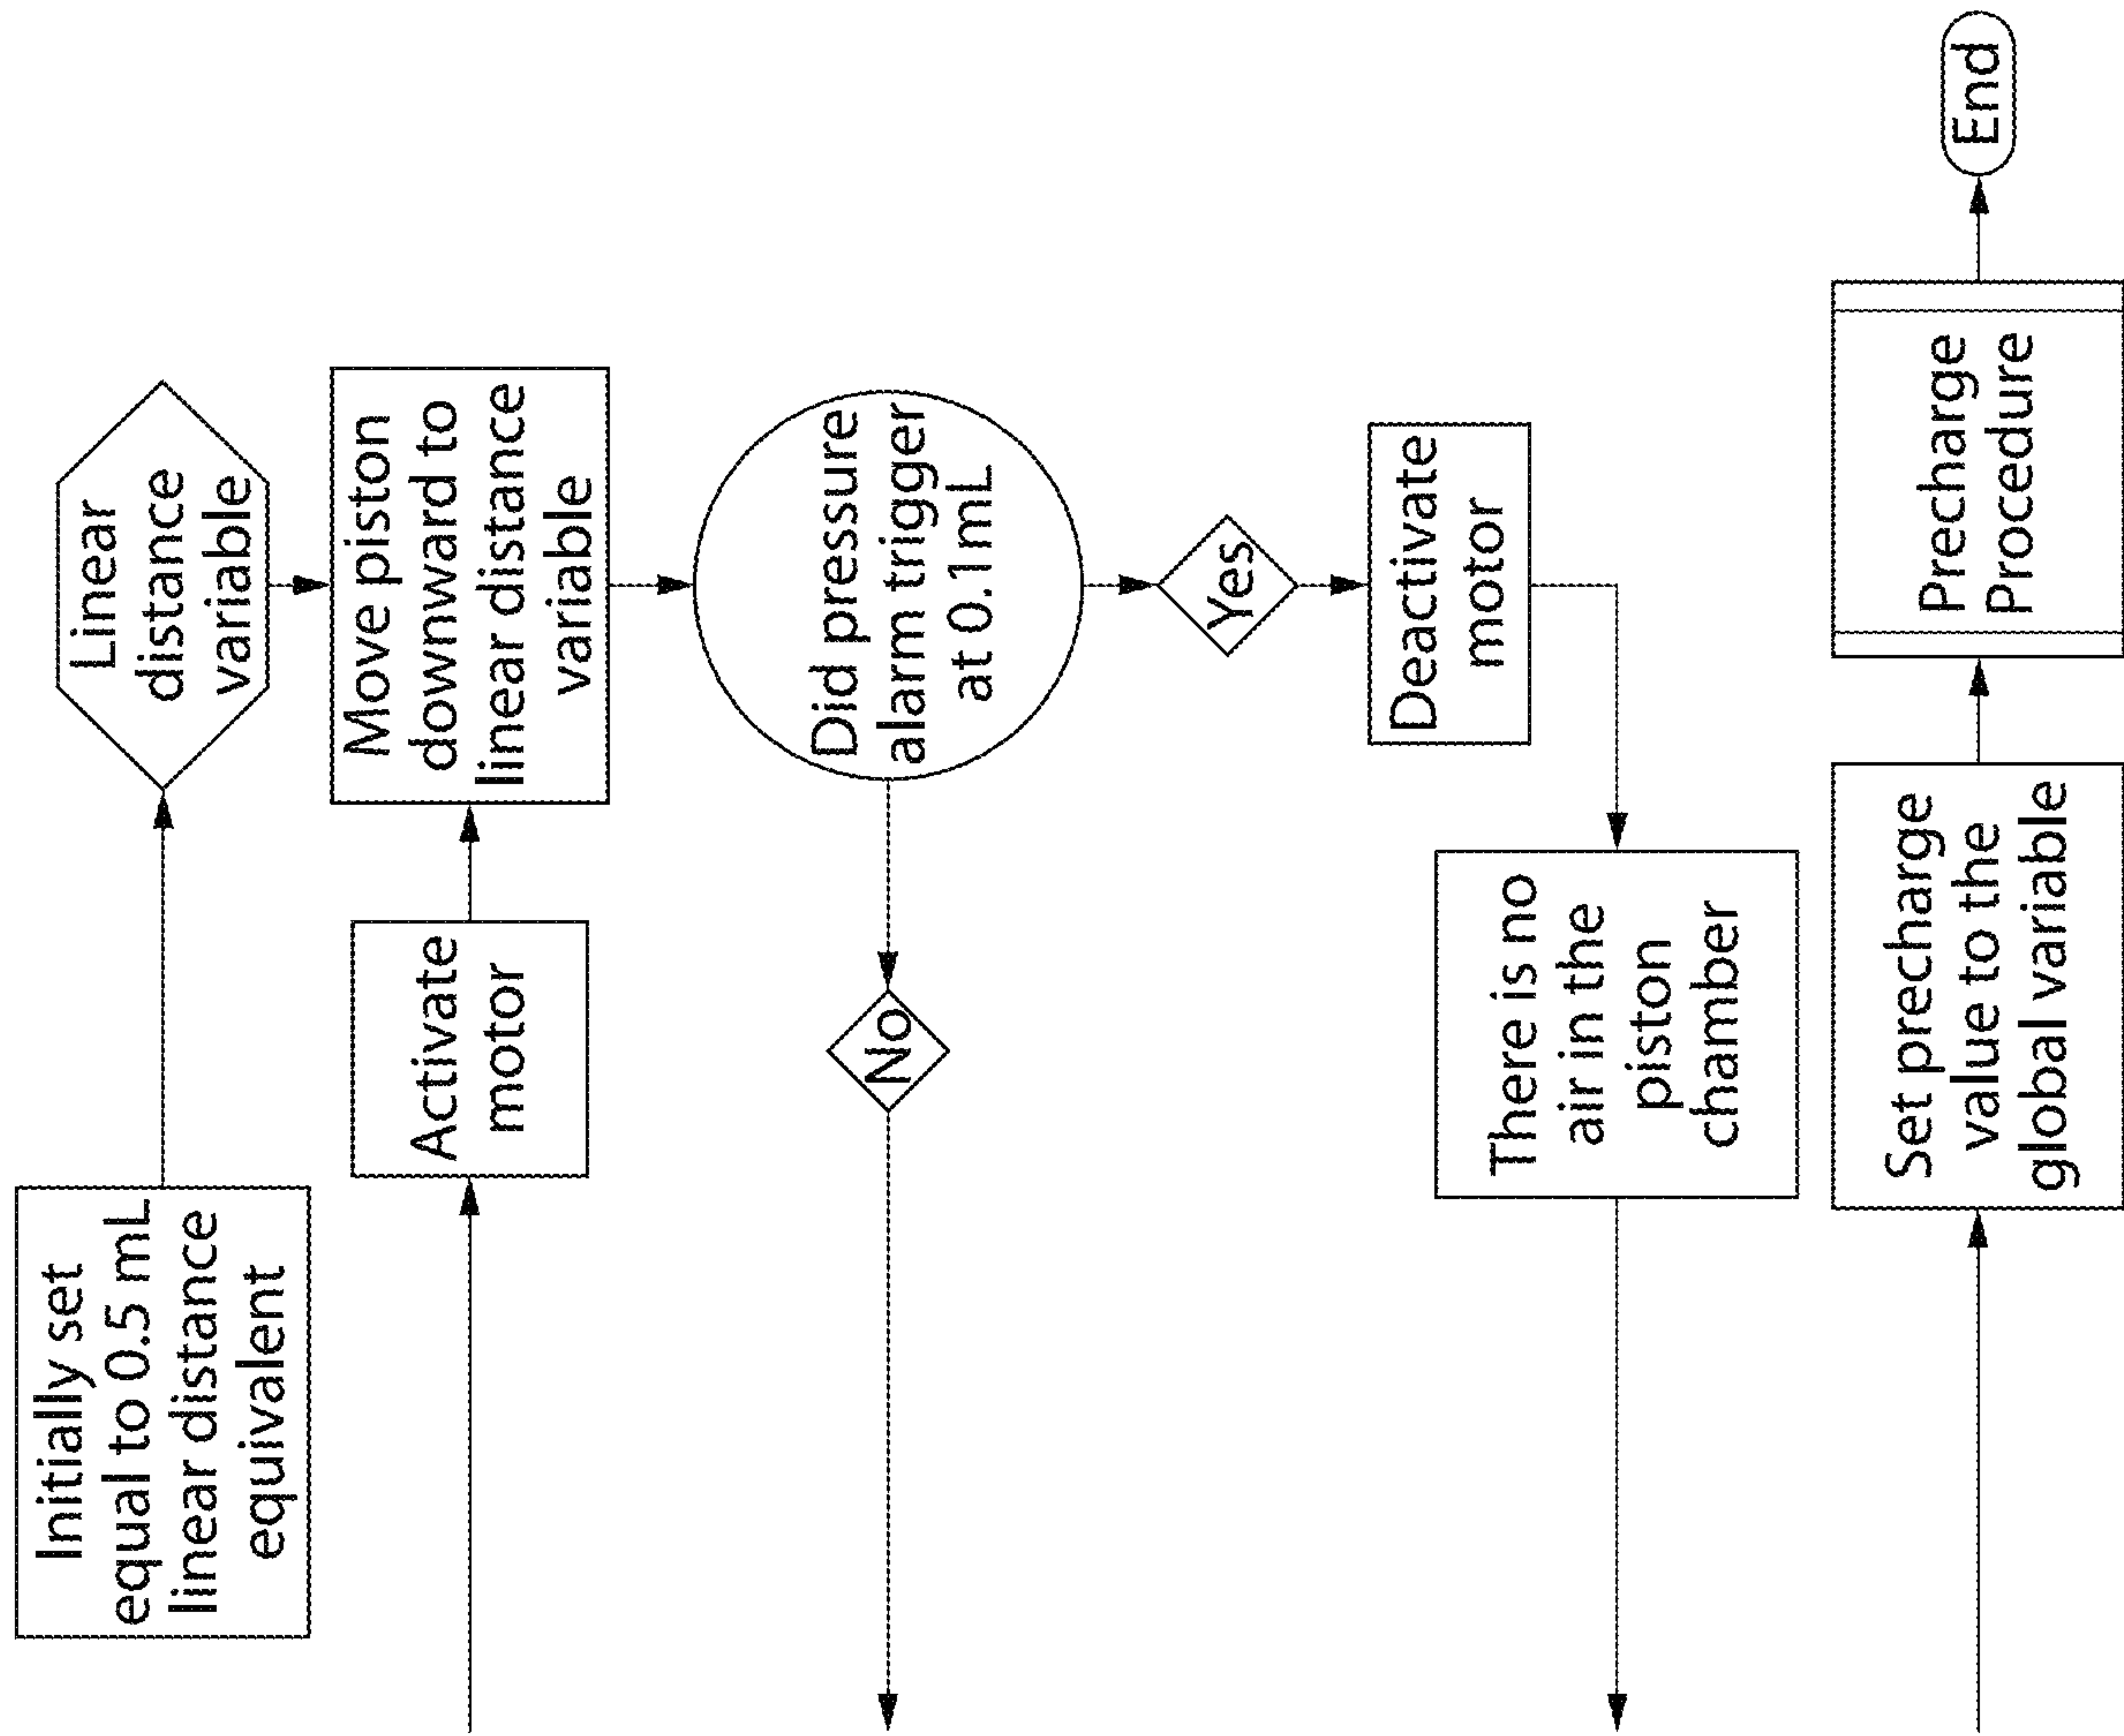 Initially set
equal to 0.5 mL
linear distance
equivalent
Linear
distance
variable
Activate
motor
Move piston
downward to
linear distance
variable
Did pressure
alarm trigger
at 0.1mL
No
Yes
Deactivate
motor
There is no
air in the
piston
chamber
Set precharge
value to the
global variable
Precharge
Procedure
End